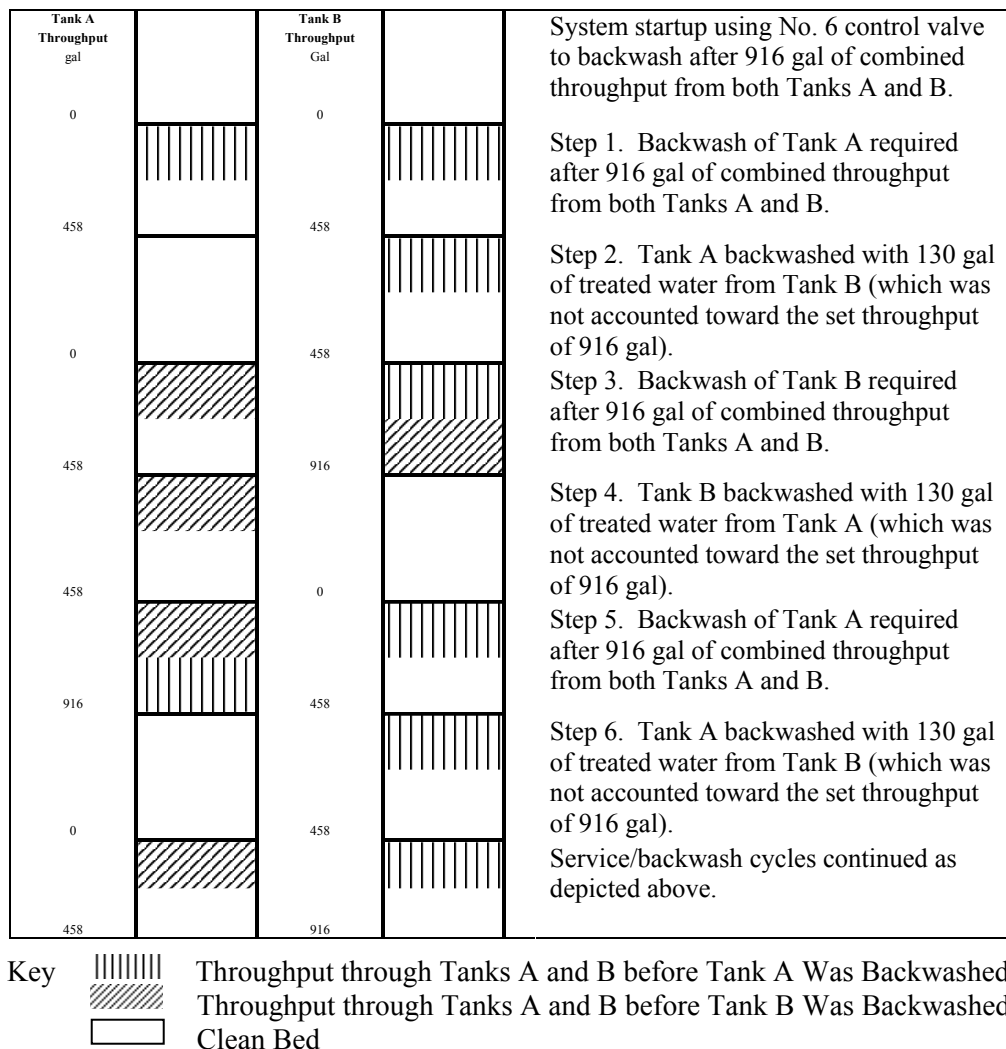 Tank A
Throughput
gal
Tank B
Throughput
Gal
System startup using No. 6 control valve
to backwash after 916 gal of combined
throughput from both Tanks A and B.
0
0
Step 1. Backwash of Tank A required
after 916 gal of combined throughput
from both Tanks A and B.
458
458
Step 2. Tank A backwashed with 130 gal
of treated water from Tank B (which was
not accounted toward the set throughput
of 916 gal).
0
458
Step 3. Backwash of Tank B required
after 916 gal of combined throughput
from both Tanks A and B.
458
916
Step 4. Tank B backwashed with 130 gal
of treated water from Tank A (which was
not accounted toward the set throughput
of 916 gal).
458
0
Step 5. Backwash of Tank A required
after 916 gal of combined throughput
from both Tanks A and B.
916
458
Step 6. Tank A backwashed with 130 gal
of treated water from Tank B (which was
not accounted toward the set throughput
of 916 gal).
0
458
Service/backwash cycles continued as
depicted above.
458
916
Key
Throughput through Tanks A and B before Tank A Was Backwashed
Throughput through Tanks A and B before Tank B Was Backwashed
Clean Bed